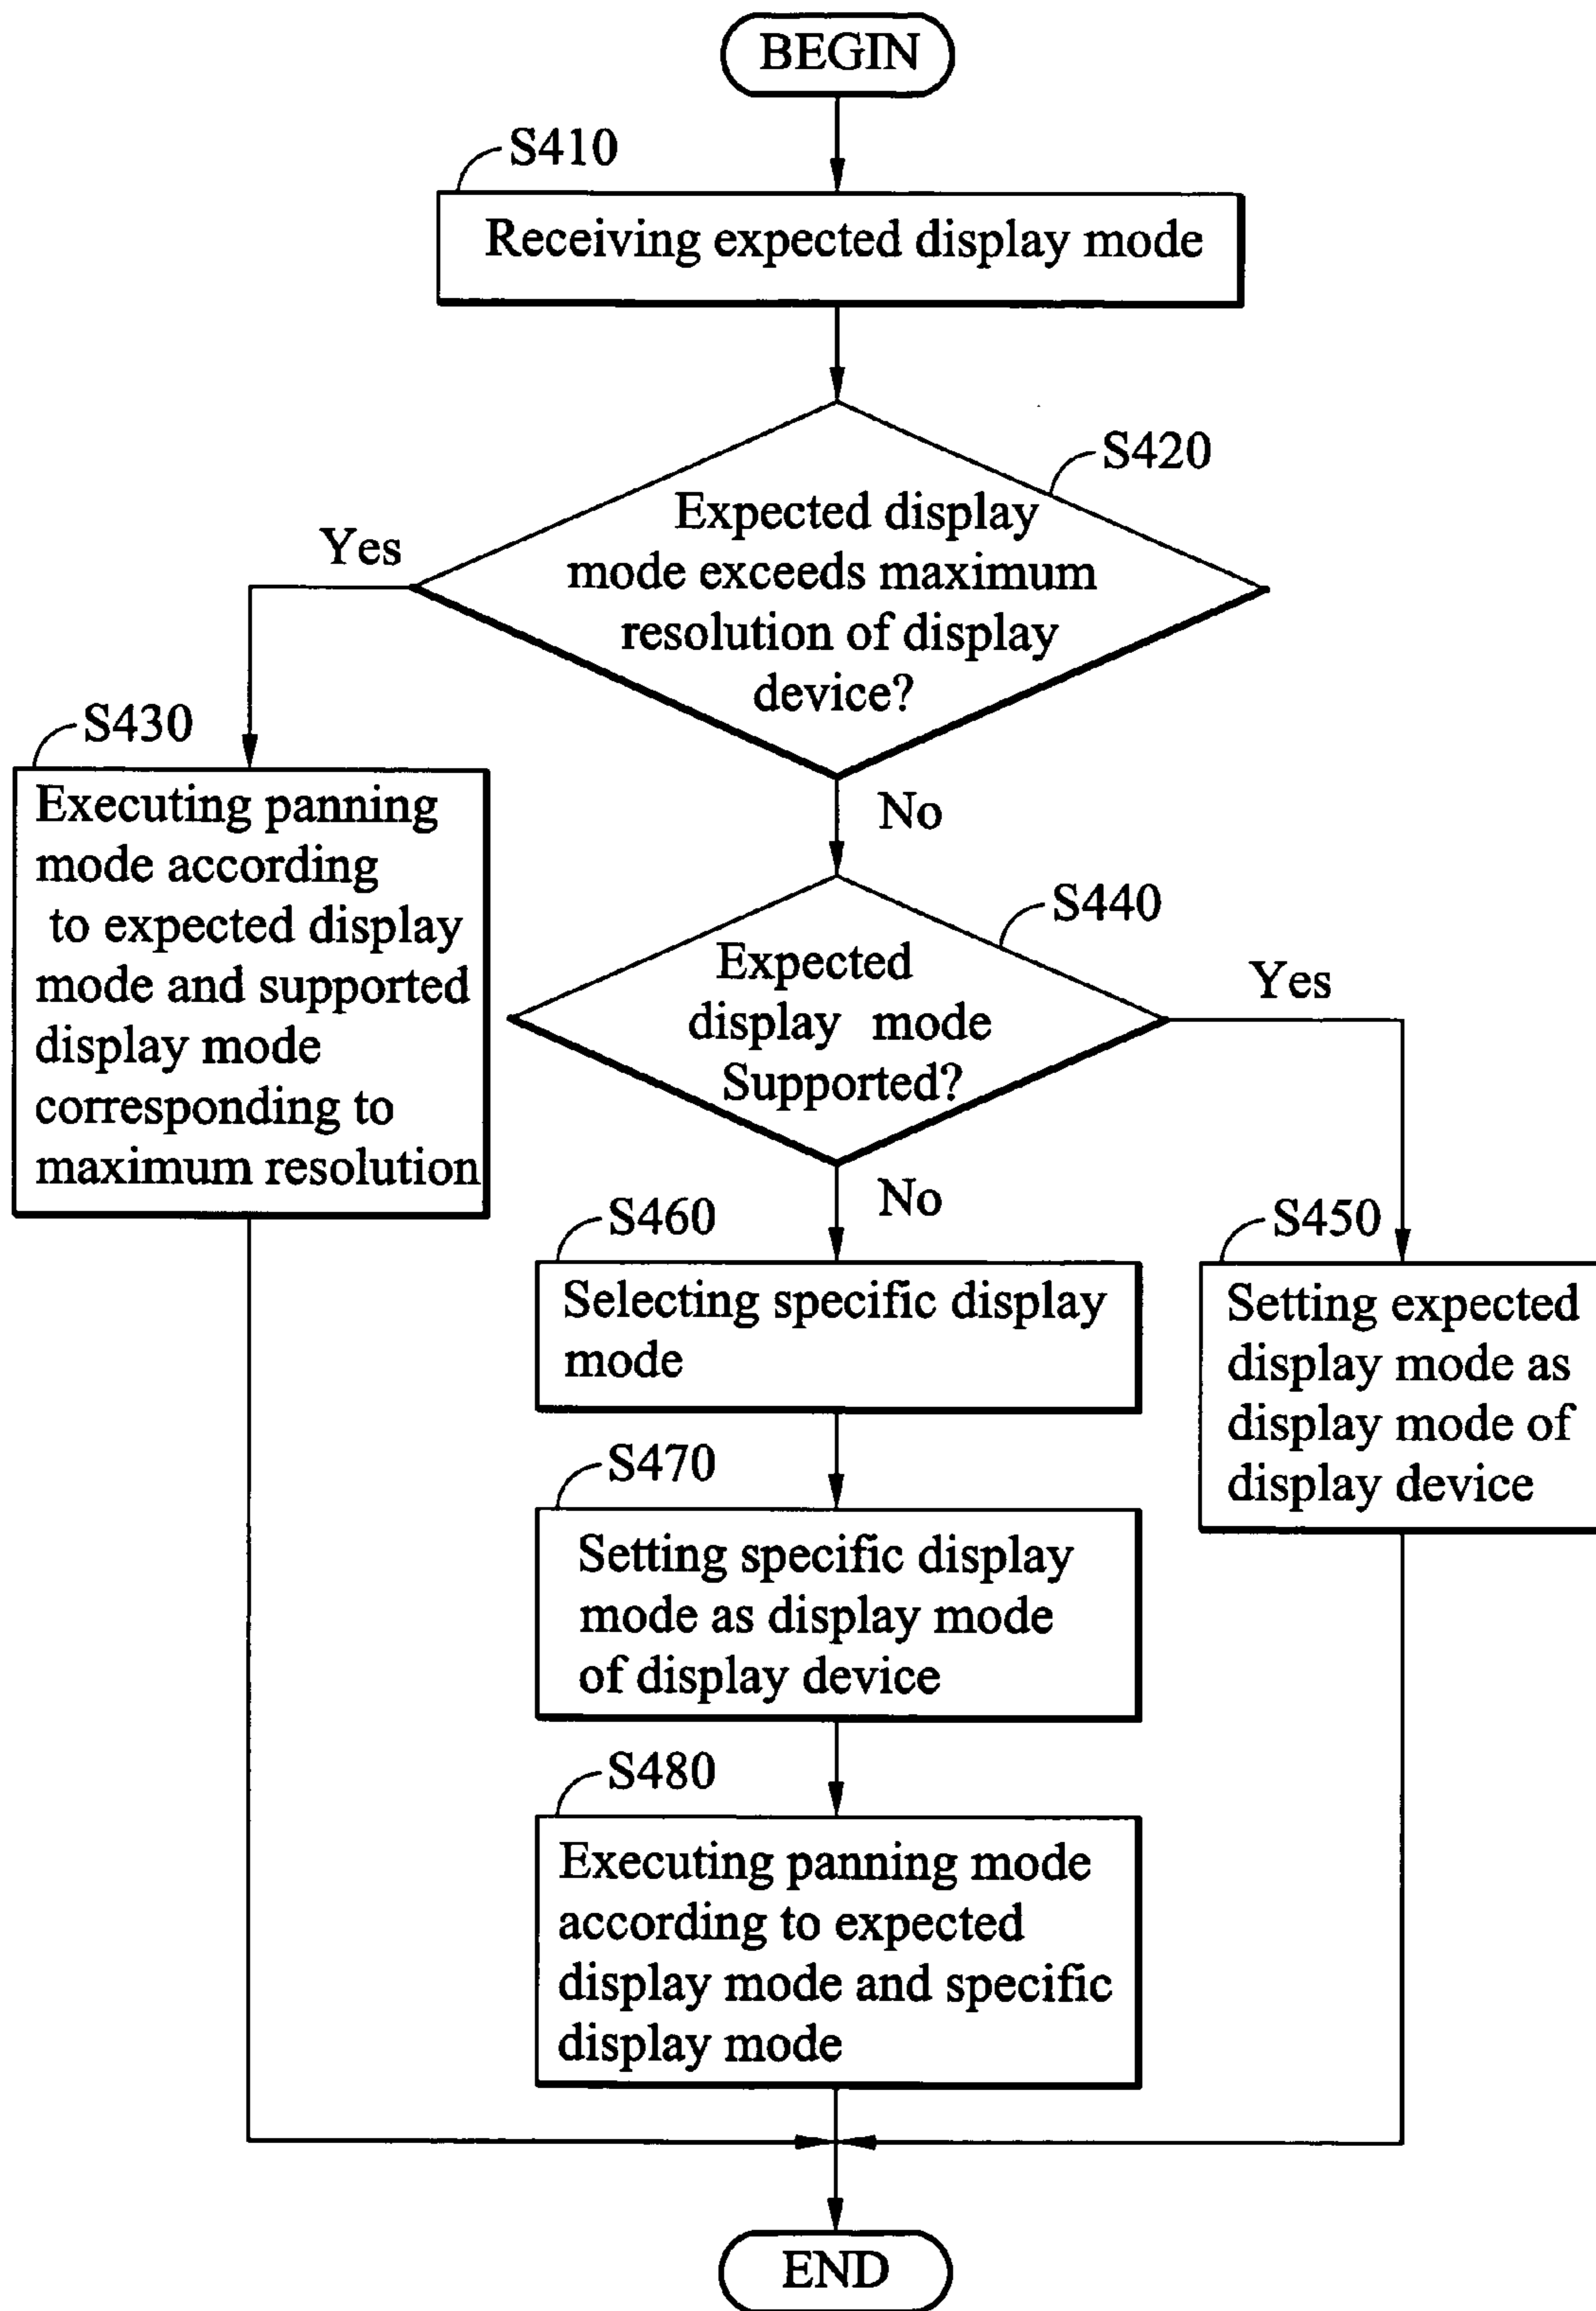 BEGIN
S410
Receiving expected display mode
S420
Expected display
mode exceeds maximum
resolution of display
device?
Yes
No
S430
Executing panning
mode according
to expected display
mode and supported
display mode
corresponding to
maximum resolution
S440
Expected
display mode
Supported?
Yes
No
S450
Setting expected
display mode as
display mode of
display device
S460
Selecting specific display
mode
S470
Setting specific display
mode as display mode
of display device
S480
Executing panning mode
according to expected
display mode and specific
display mode
END